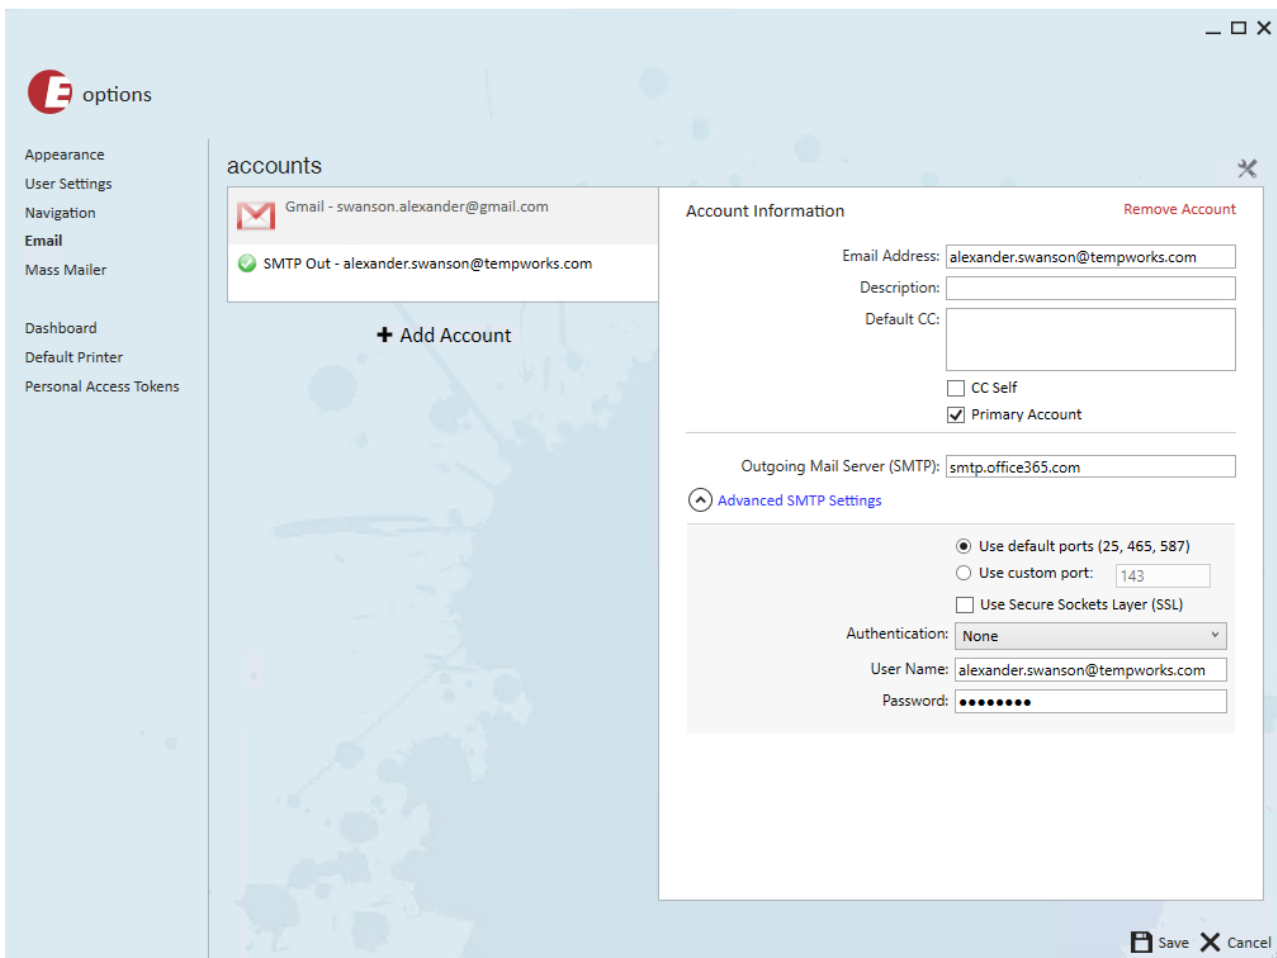 options
Appearance
User Settings
Navigation
Email
Mass Mailer
Dashboard
Default Printer
Personal Access Tokens
accounts
Gmail - swanson.alexander@gmail.com
SMTP Out - alexander.swanson@tempworks.com
Add Account
Account Information
Remove Account
Email Address: alexander.swanson@tempworks.com
Description:
Default CC:
CC Self
Primary Account
Outgoing Mail Server (SMTP): smtp.office365.com
Advanced SMTP Settings
Use default ports (25, 465, 587)
Use custom port: 143
Use Secure Sockets Layer (SSL)
Authentication: None
User Name: alexander.swanson@tempworks.com
Password: ●●●●●●●●
Save Cancel